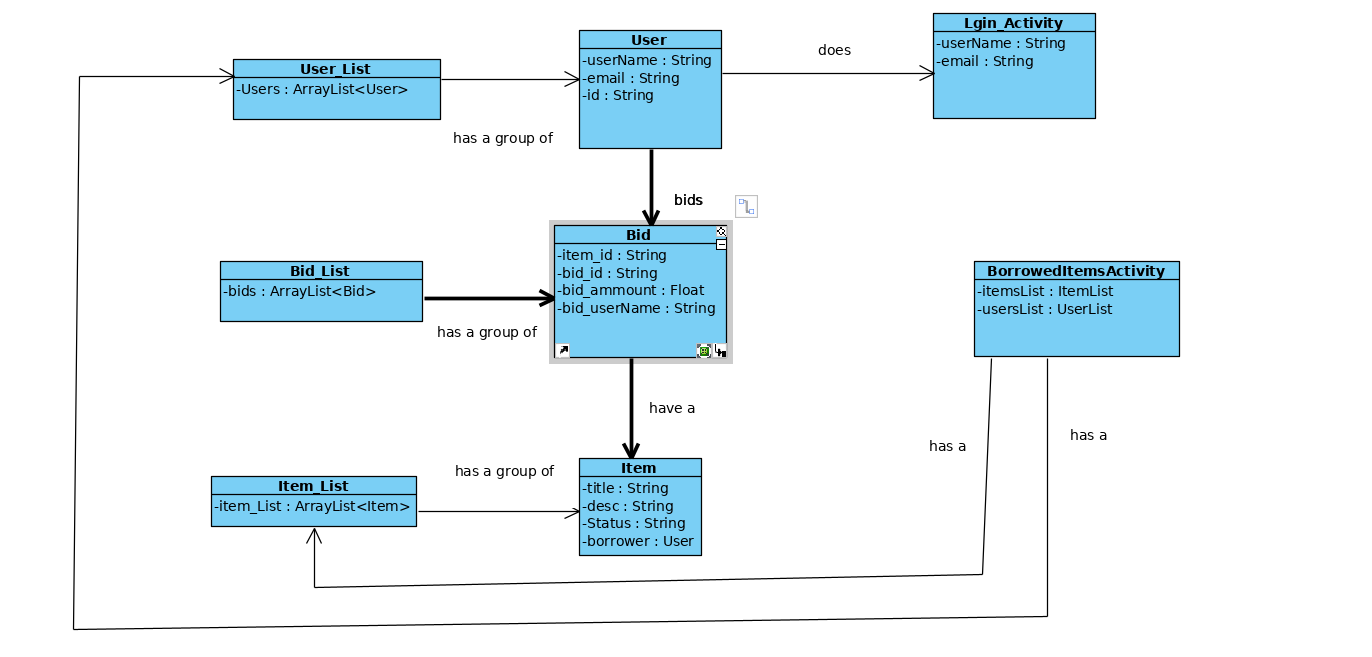 Lgin_Activity
-userName : String
-email : String
User
-userName : String
-email : String
-id : String
does
User_List
-Users : ArrayList<User>
has a group of
bids
Bid
-item_id : String
-bid_id : String
-bid_ammount : Float
-bid_userName : String
Bid_List
-bids : ArrayList<Bid>
has a group of
BorrowedItemsActivity
-itemsList : ItemList
-usersList : UserList
have a
has a
has a
has a group of
Item
-title : String
-desc : String
-Status : String
-borrower : User
Item_List
-item_List : ArrayList<Item>